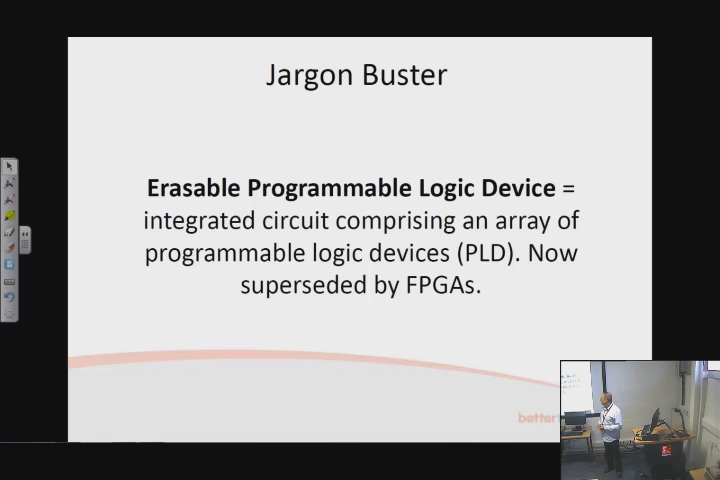 Jargon Buster
Erasable Programmable Logic Device =
integrated circuit comprising an array of
programmable logic devices (PLD). Now
superseded by FPGAs.
better